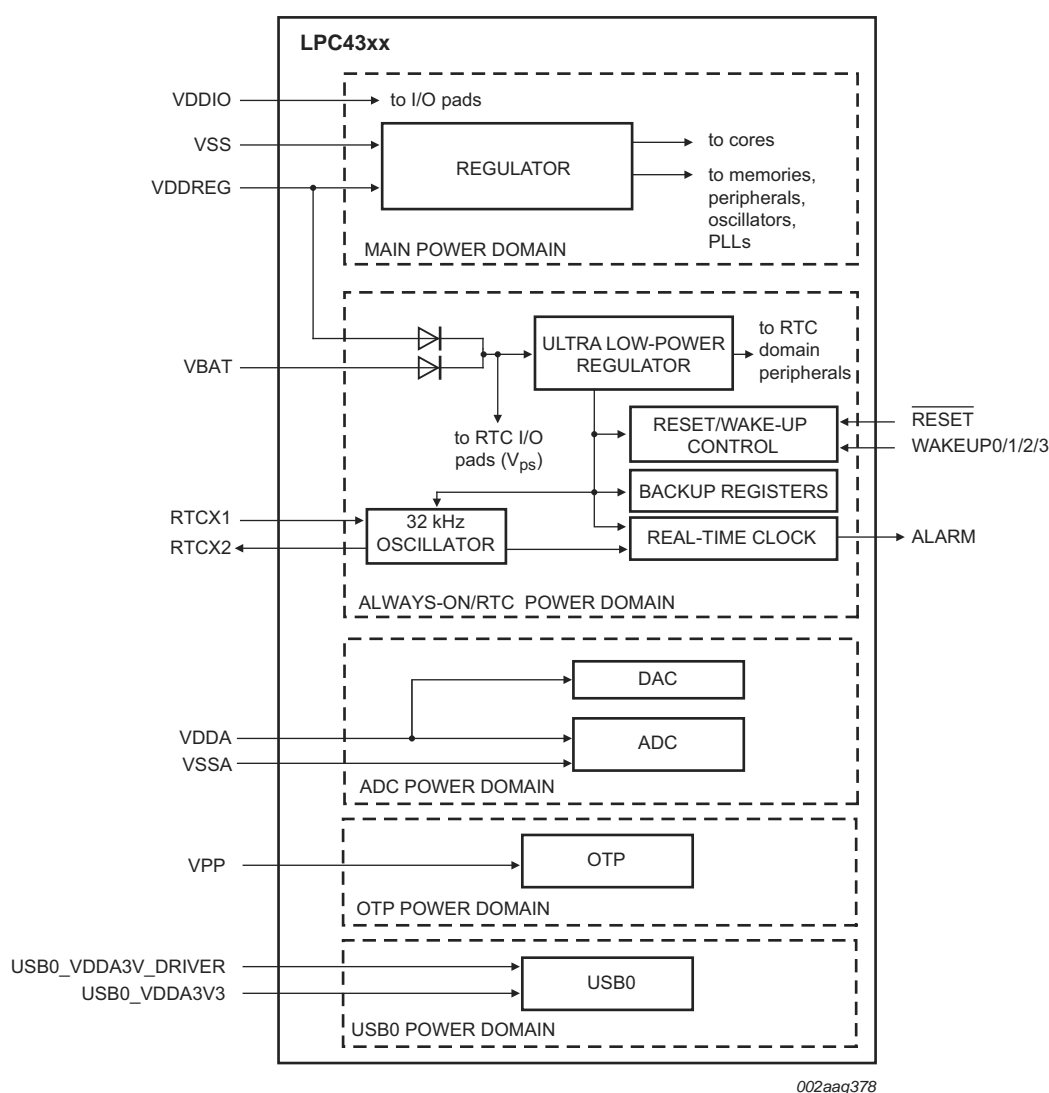 LPC43xx
VDDIO
to I/O pads
VSS
REGULATOR
to cores
VDDREG
to memories,
peripherals,
oscillators,
PLLs
MAIN POWER DOMAIN
VBAT
ULTRA LOW-POWER
REGULATOR
to RTC
domain
peripherals
to RTC I/O
pads (Vps)
RESET/WAKE-UP
CONTROL
RESET
WAKEUP0/1/2/3
BACKUP REGISTERS
RTCX1
RTCX2
32 kHz
OSCILLATOR
REAL-TIME CLOCK
ALARM
ALWAYS-ON/RTC POWER DOMAIN
DAC
VDDA
VSSA
ADC
ADC POWER DOMAIN
VPP
OTP
OTP POWER DOMAIN
USB0_VDDA3V_DRIVER
USB0_VDDA3V3
USB0
USB0 POWER DOMAIN
002aag378